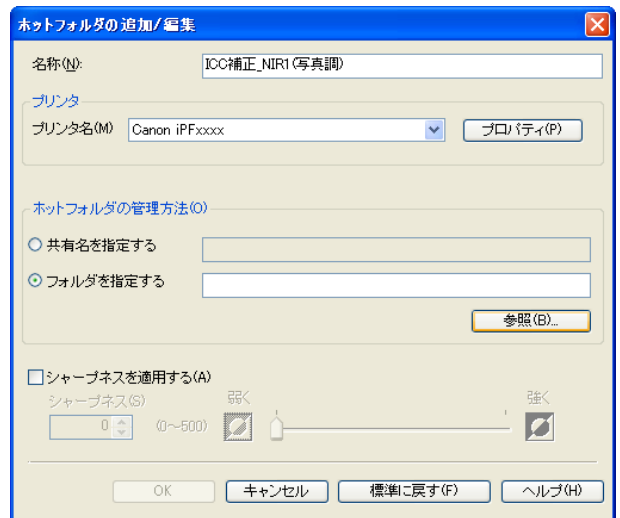 ホットフォルダの追加/編集
名称(N): ICC補正_NIR1(写真調)
プリンタ
プリンタ名(M) Canon iPFxxxx プロパティ(P)
ホットフォルダの管理方法(O)
共有名を指定する
フォルダを指定する
参照(B)...
シャープネスを適用する(A)
シャープネス(S) 弱く 強く
0 (0~500)
OK キャンセル 標準に戻す(F) ヘルプ(H)